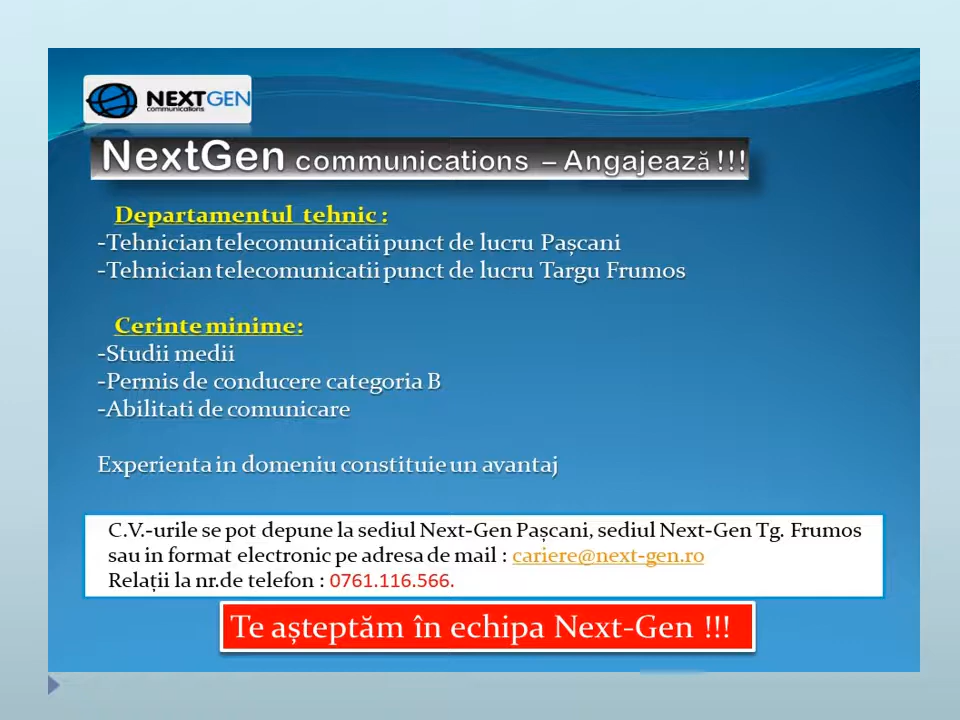 NEXTGEN
communications
NextGen communications – Angajează !!!
Departamentul tehnic :
-Tehnician telecomunicatii punct de lucru Pașcani
-Tehnician telecomunicatii punct de lucru Targu Frumos
Cerinte minime:
-Studii medii
-Permis de conducere categoria B
-Abilitati de comunicare
Experienta in domeniu constituie un avantaj
C.V.-urile se pot depune la sediul Next-Gen Pașcani, sediul Next-Gen Tg. Frumos
sau in format electronic pe adresa de mail : cariere@next-gen.ro
Relații la nr.de telefon : 0761.116.566.
Te așteptăm în echipa Next-Gen !!!